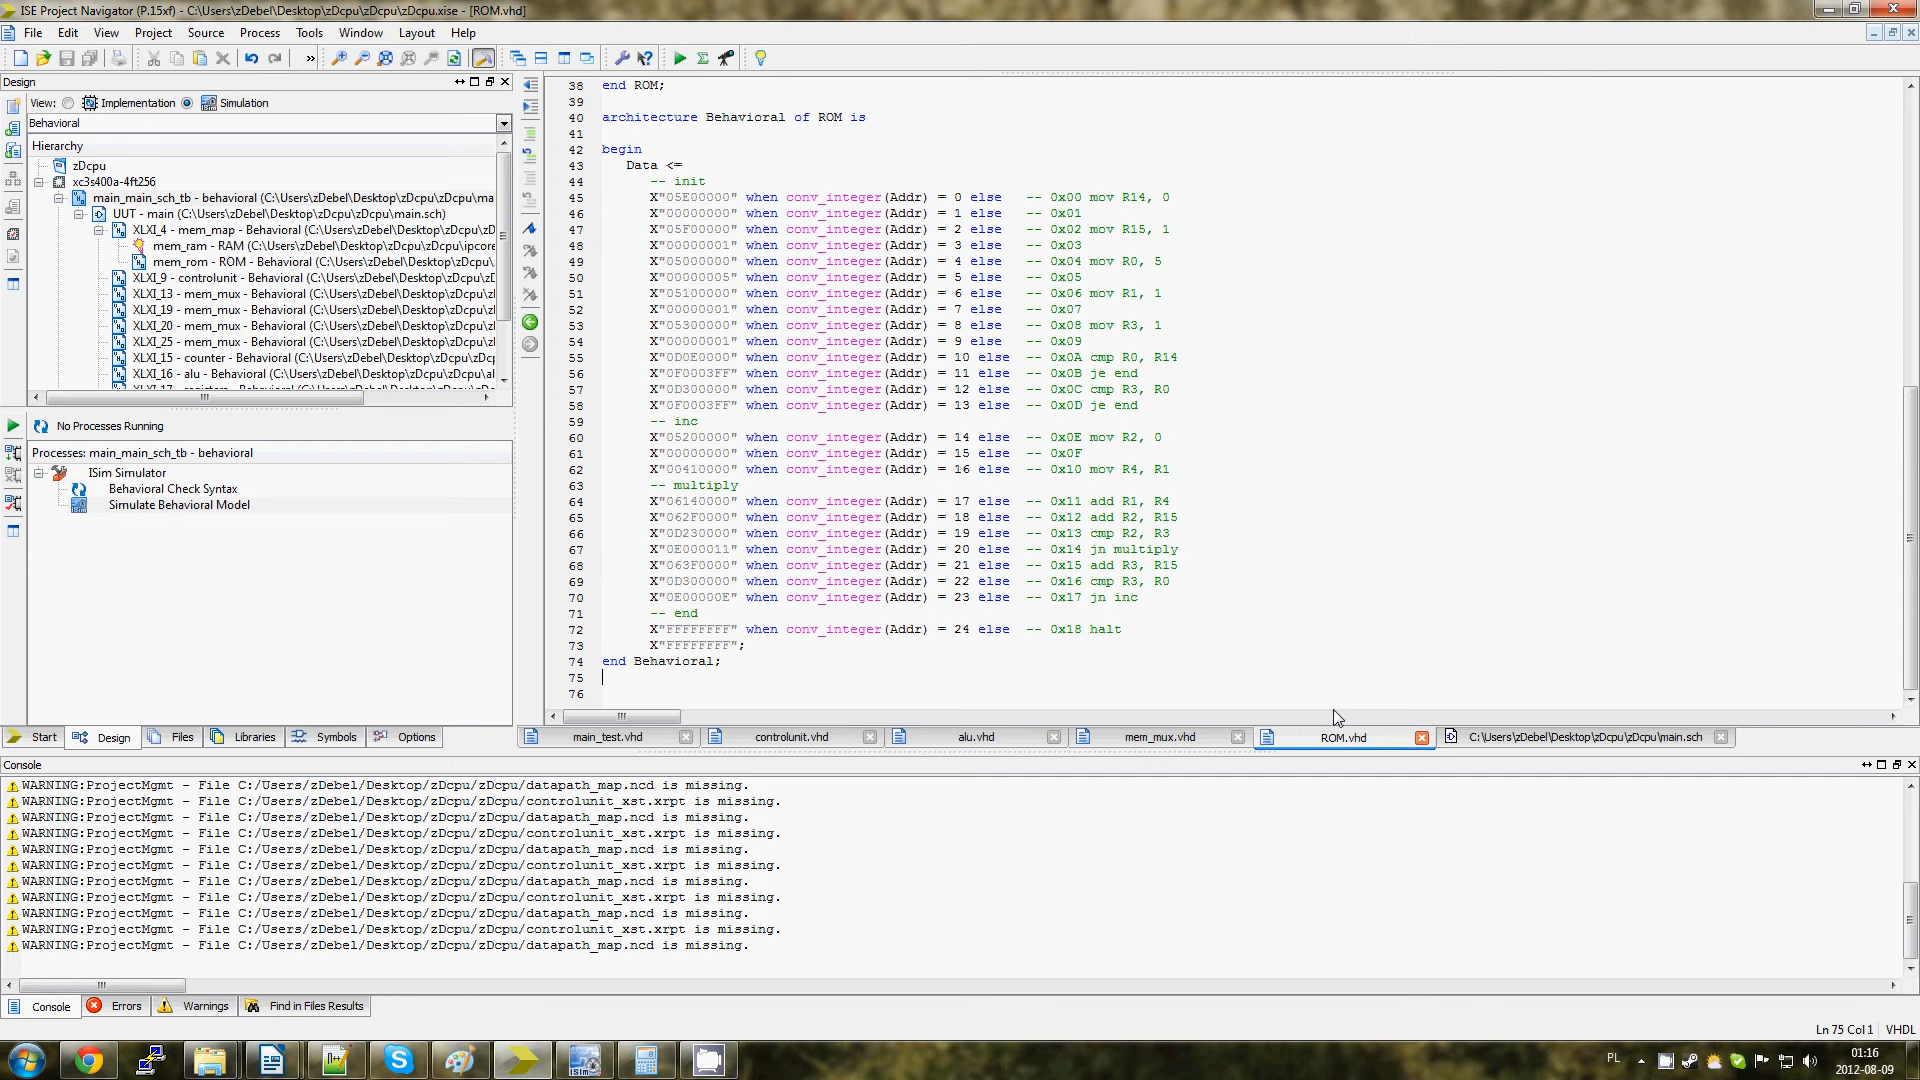 ISE Project Navigator (P.15xf) - C:\Users\zDebel\Desktop\zDcpu\zDcpu\zDcpu.xise - [ROM.vhd]
File Edit View Project Source Process Tools Window Layout Help
Design
View: Implementation Simulation
Behavioral
Hierarchy
zDcpu
xc3s400a-4ft256
main_main_sch_tb - behavioral (C:\Users\zDebel\Desktop\zDcpu\zDcpu\ma
UUT - main (C:\Users\zDebel\Desktop\zDcpu\zDcpu\main.sch)
XLXI_4 - mem_map - Behavioral (C:\Users\zDebel\Desktop\zDcpu\zD
mem_ram - RAM (C:\Users\zDebel\Desktop\zDcpu\zDcpu\ipcore
mem_rom - ROM - Behavioral (C:\Users\zDebel\Desktop\zDcpu\z
XLXI_9 - controlunit - Behavioral (C:\Users\zDebel\Desktop\zDcpu\zD
XLXI_13 - mem_mux - Behavioral (C:\Users\zDebel\Desktop\zDcpu\z
XLXI_19 - mem_mux - Behavioral (C:\Users\zDebel\Desktop\zDcpu\z
XLXI_20 - mem_mux - Behavioral (C:\Users\zDebel\Desktop\zDcpu\z
XLXI_25 - mem_mux - Behavioral (C:\Users\zDebel\Desktop\zDcpu\z
XLXI_15 - counter - Behavioral (C:\Users\zDebel\Desktop\zDcpu\zDcp
XLXI_16 - alu - Behavioral (C:\Users\zDebel\Desktop\zDcpu\zDcpu\al
No Processes Running
Processes: main_main_sch_tb - behavioral
ISim Simulator
Behavioral Check Syntax
Simulate Behavioral Model
Start Design Files Libraries Symbols Options
38 end ROM;
39
40 architecture Behavioral of ROM is
41
42 begin
43 Data <=
44 -- init
45 X"05E00000" when conv_integer(Addr) = 0 else -- 0x00 mov R14, 0
46 X"00000000" when conv_integer(Addr) = 1 else -- 0x01
47 X"05F00000" when conv_integer(Addr) = 2 else -- 0x02 mov R15, 1
48 X"00000001" when conv_integer(Addr) = 3 else -- 0x03
49 X"05000000" when conv_integer(Addr) = 4 else -- 0x04 mov R0, 5
50 X"00000005" when conv_integer(Addr) = 5 else -- 0x05
51 X"05100000" when conv_integer(Addr) = 6 else -- 0x06 mov R1, 1
52 X"00000001" when conv_integer(Addr) = 7 else -- 0x07
53 X"05300000" when conv_integer(Addr) = 8 else -- 0x08 mov R3, 1
54 X"00000001" when conv_integer(Addr) = 9 else -- 0x09
55 X"0D0E0000" when conv_integer(Addr) = 10 else -- 0x0A cmp R0, R14
56 X"0F0003FF" when conv_integer(Addr) = 11 else -- 0x0B je end
57 X"0D300000" when conv_integer(Addr) = 12 else -- 0x0C cmp R3, R0
58 X"0F0003FF" when conv_integer(Addr) = 13 else -- 0x0D je end
59 -- inc
60 X"05200000" when conv_integer(Addr) = 14 else -- 0x0E mov R2, 0
61 X"00000000" when conv_integer(Addr) = 15 else -- 0x0F
62 X"00410000" when conv_integer(Addr) = 16 else -- 0x10 mov R4, R1
63 -- multiply
64 X"06140000" when conv_integer(Addr) = 17 else -- 0x11 add R1, R4
65 X"062F0000" when conv_integer(Addr) = 18 else -- 0x12 add R2, R15
66 X"0D230000" when conv_integer(Addr) = 19 else -- 0x13 cmp R2, R3
67 X"0E000011" when conv_integer(Addr) = 20 else -- 0x14 jn multiply
68 X"063F0000" when conv_integer(Addr) = 21 else -- 0x15 add R3, R15
69 X"0D300000" when conv_integer(Addr) = 22 else -- 0x16 cmp R3, R0
70 X"0E00000E" when conv_integer(Addr) = 23 else -- 0x17 jn inc
71 -- end
72 X"FFFFFFFF" when conv_integer(Addr) = 24 else -- 0x18 halt
73 X"FFFFFFFF";
74 end Behavioral;
75
76
main_test.vhd controlunit.vhd alu.vhd mem_mux.vhd ROM.vhd C:\Users\zDebel\Desktop\zDcpu\zDcpu\main.sch
Console
WARNING:ProjectMgmt - File C:/Users/zDebel/Desktop/zDcpu/zDcpu/datapath_map.ncd is missing.
WARNING:ProjectMgmt - File C:/Users/zDebel/Desktop/zDcpu/zDcpu/controlunit_xst.xrpt is missing.
WARNING:ProjectMgmt - File C:/Users/zDebel/Desktop/zDcpu/zDcpu/datapath_map.ncd is missing.
WARNING:ProjectMgmt - File C:/Users/zDebel/Desktop/zDcpu/zDcpu/controlunit_xst.xrpt is missing.
WARNING:ProjectMgmt - File C:/Users/zDebel/Desktop/zDcpu/zDcpu/datapath_map.ncd is missing.
WARNING:ProjectMgmt - File C:/Users/zDebel/Desktop/zDcpu/zDcpu/controlunit_xst.xrpt is missing.
WARNING:ProjectMgmt - File C:/Users/zDebel/Desktop/zDcpu/zDcpu/datapath_map.ncd is missing.
WARNING:ProjectMgmt - File C:/Users/zDebel/Desktop/zDcpu/zDcpu/controlunit_xst.xrpt is missing.
WARNING:ProjectMgmt - File C:/Users/zDebel/Desktop/zDcpu/zDcpu/datapath_map.ncd is missing.
WARNING:ProjectMgmt - File C:/Users/zDebel/Desktop/zDcpu/zDcpu/controlunit_xst.xrpt is missing.
WARNING:ProjectMgmt - File C:/Users/zDebel/Desktop/zDcpu/zDcpu/datapath_map.ncd is missing.
Console Errors Warnings Find in Files Results
Ln 75 Col 1 VHDL
PL
01:16
2012-08-09